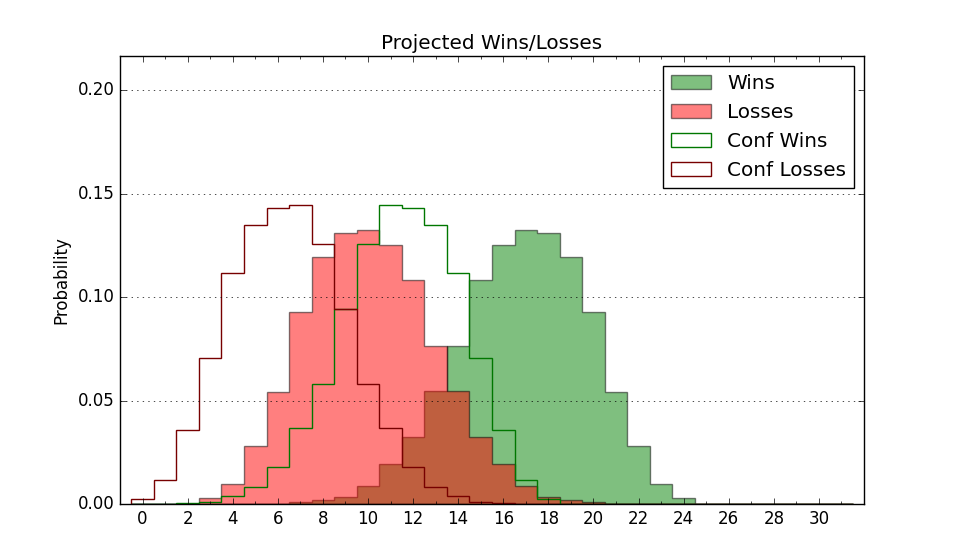 Projected Wins/Losses
Wins
Losses
Conf Wins
Conf Losses
Probability
0.20
0.15
0.10
0.05
0.00
0 2 4 6 8 10 12 14 16 18 20 22 24 26 28 30